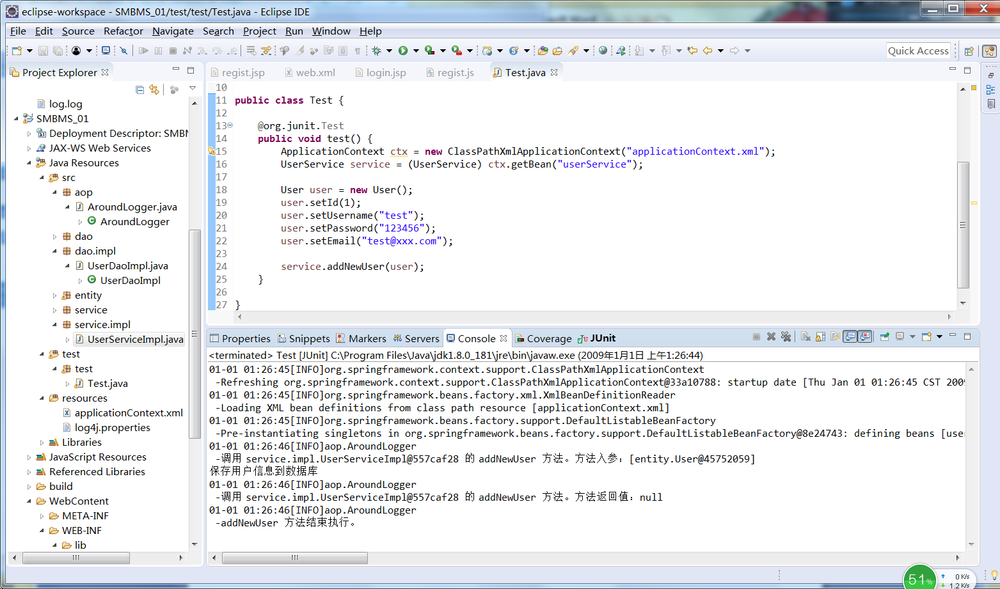 eclipse-workspace - SMBMS_01/test/test/Test.java - Eclipse IDE
File Edit Source Refactor Navigate Search Project Run Window Help
Quick Access
Project Explorer
log.log
SMBMS_01
Deployment Descriptor: SMBM
JAX-WS Web Services
Java Resources
src
aop
AroundLogger.java
AroundLogger
dao
dao.impl
UserDaoImpl.java
UserDaoImpl
entity
service
service.impl
UserServiceImpl.java
test
test
Test.java
resources
applicationContext.xml
log4j.properties
Libraries
JavaScript Resources
Referenced Libraries
build
WebContent
META-INF
WEB-INF
lib
regist.jsp web.xml login.jsp regist.js Test.java
10
11 public class Test {
12
13 @org.junit.Test
14 public void test() {
15 ApplicationContext ctx = new ClassPathXmlApplicationContext("applicationContext.xml");
16 UserService service = (UserService) ctx.getBean("userService");
17
18 User user = new User();
19 user.setId(1);
20 user.setUsername("test");
21 user.setPassword("123456");
22 user.setEmail("test@xxx.com");
23
24 service.addNewUser(user);
25 }
26
27 }
Properties Snippets Markers Servers Console Coverage JUnit
<terminated> Test [JUnit] C:\Program Files\Java\jdk1.8.0_181\jre\bin\javaw.exe (2009年1月1日 上午1:26:44)
01-01 01:26:45[INFO]org.springframework.context.support.ClassPathXmlApplicationContext
-Refreshing org.springframework.context.support.ClassPathXmlApplicationContext@33a10788: startup date [Thu Jan 01 01:26:45 CST 2009
01-01 01:26:45[INFO]org.springframework.beans.factory.xml.XmlBeanDefinitionReader
-Loading XML bean definitions from class path resource [applicationContext.xml]
01-01 01:26:45[INFO]org.springframework.beans.factory.support.DefaultListableBeanFactory
-Pre-instantiating singletons in org.springframework.beans.factory.support.DefaultListableBeanFactory@8e24743: defining beans [use
01-01 01:26:46[INFO]aop.AroundLogger
-调用 service.impl.UserServiceImpl@557caf28 的 addNewUser 方法。方法入参：[entity.User@45752059]
保存用户信息到数据库
01-01 01:26:46[INFO]aop.AroundLogger
-调用 service.impl.UserServiceImpl@557caf28 的 addNewUser 方法。方法返回值：null
01-01 01:26:46[INFO]aop.AroundLogger
-addNewUser 方法结束执行。
51%
0 K/s
1.2 K/s